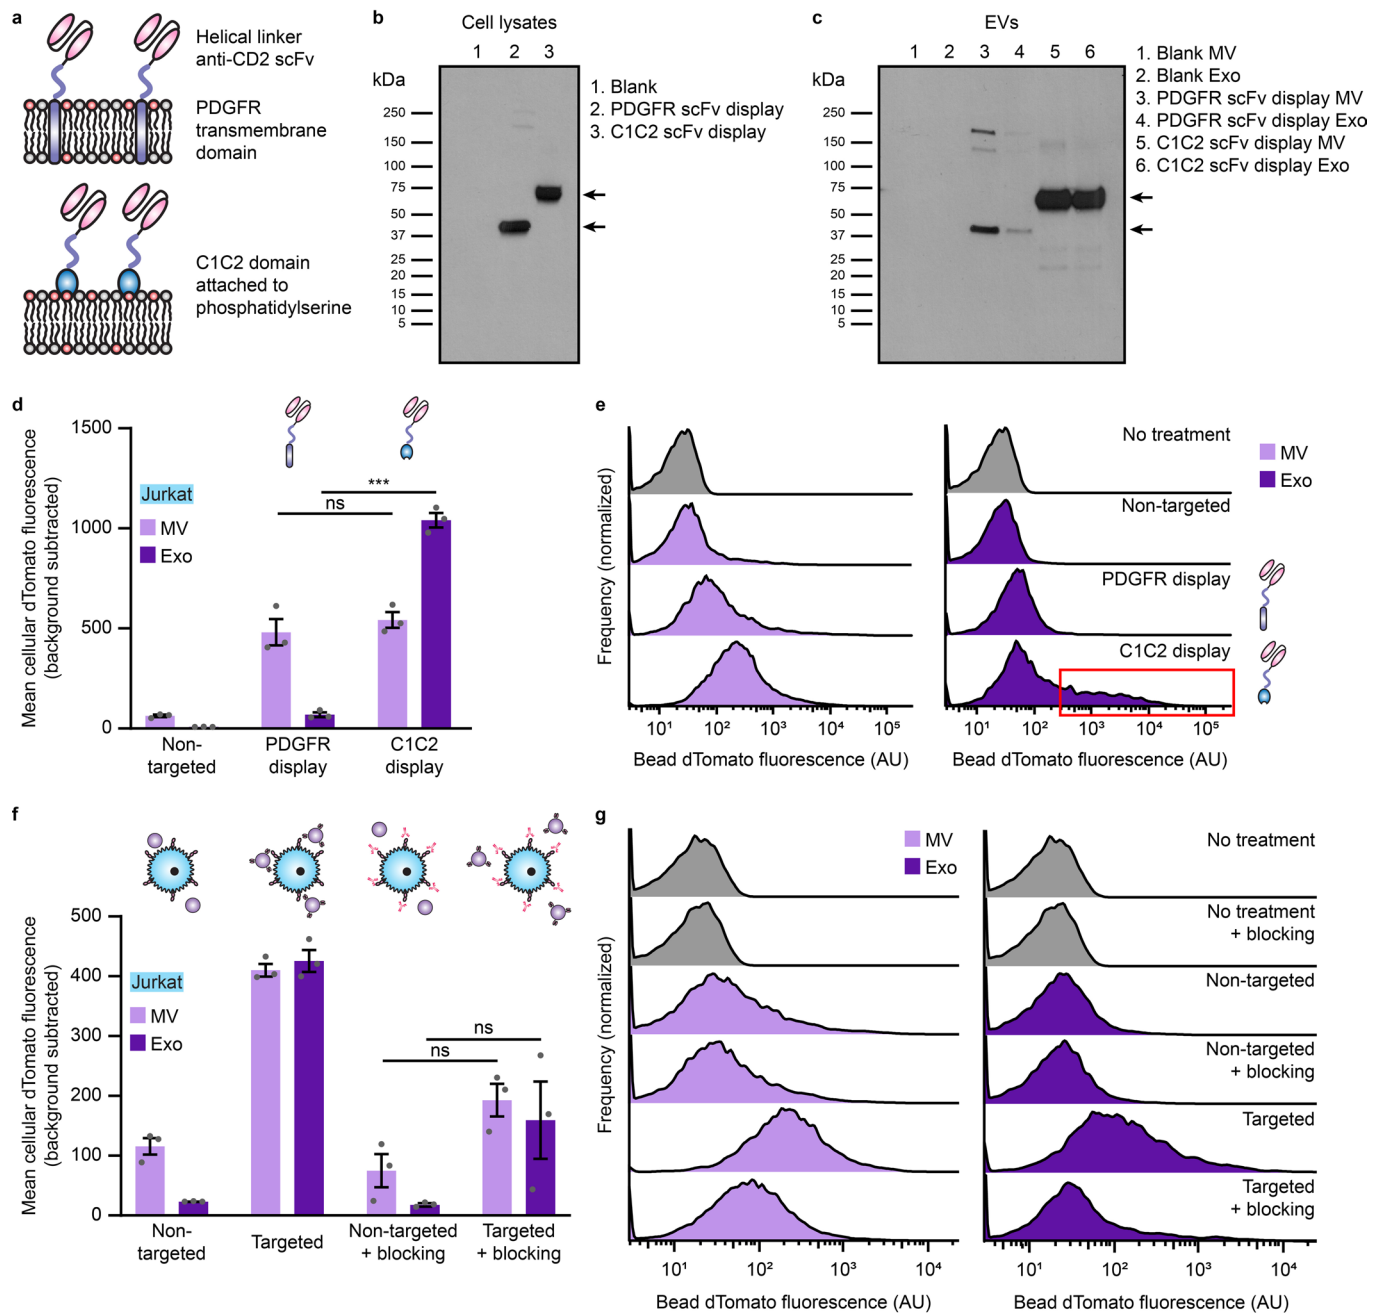 a
Helical linker
anti-CD2 scFv
PDGFR
transmembrane
domain
C1C2 domain
attached to
phosphatidylserine
b
Cell lysates
1 2 3
kDa
250
150
100
75
50
37
25
20
15
10
5
1. Blank
2. PDGFR scFv display
3. C1C2 scFv display
c
EVs
1 2 3 4 5 6
kDa
250
150
100
75
50
37
25
20
15
10
5
1. Blank MV
2. Blank Exo
3. PDGFR scFv display MV
4. PDGFR scFv display Exo
5. C1C2 scFv display MV
6. C1C2 scFv display Exo
d
Mean cellular dTomato fluorescence
(background subtracted)
1500
1000
500
0
Jurkat
MV
Exo
***
ns
Non-
targeted
PDGFR
display
C1C2
display
e
Frequency (normalized)
No treatment
Non-targeted
PDGFR display
C1C2 display
MV
Exo
10¹ 10² 10³ 10⁴ 10⁵
10¹ 10² 10³ 10⁴ 10⁵
Bead dTomato fluorescence (AU)
Bead dTomato fluorescence (AU)
f
Mean cellular dTomato fluorescence
(background subtracted)
500
400
300
200
100
0
Jurkat
MV
Exo
ns
ns
Non-
targeted
Targeted
Non-targeted
+ blocking
Targeted
+ blocking
g
Frequency (normalized)
MV
Exo
No treatment
No treatment
+ blocking
Non-targeted
Non-targeted
+ blocking
Targeted
Targeted
+ blocking
10¹ 10² 10³ 10⁴
10¹ 10² 10³ 10⁴
Bead dTomato fluorescence (AU)
Bead dTomato fluorescence (AU)